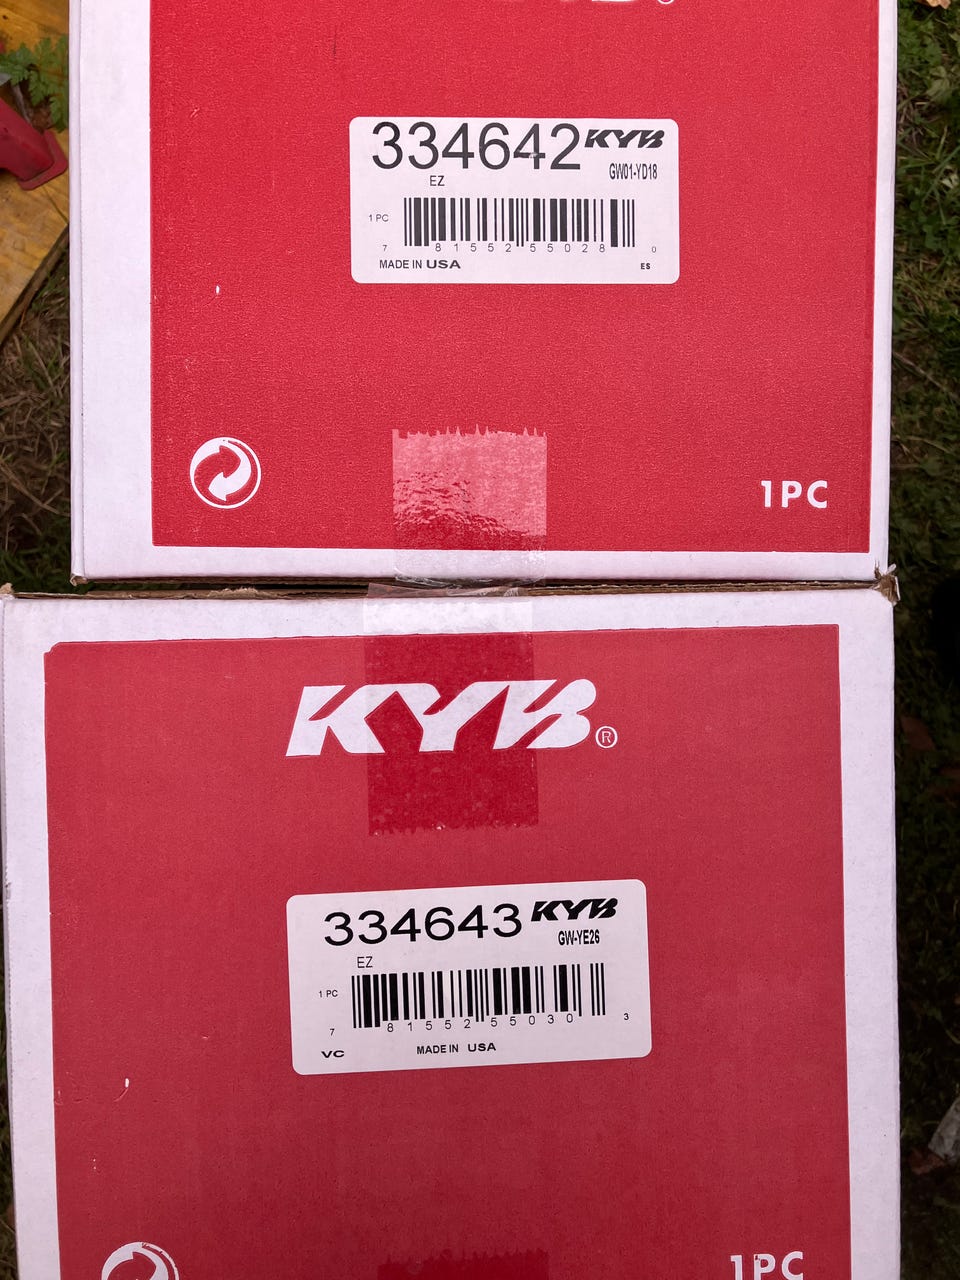 334642 KYB
GW01-YD18
EZ
1 PC
7 81552 55028 0
MADE IN USA
ES
1PC
KYB®
334643 KYB
GW-YE26
EZ
1 PC
7 81552 55030 3
VC MADE IN USA
1PC